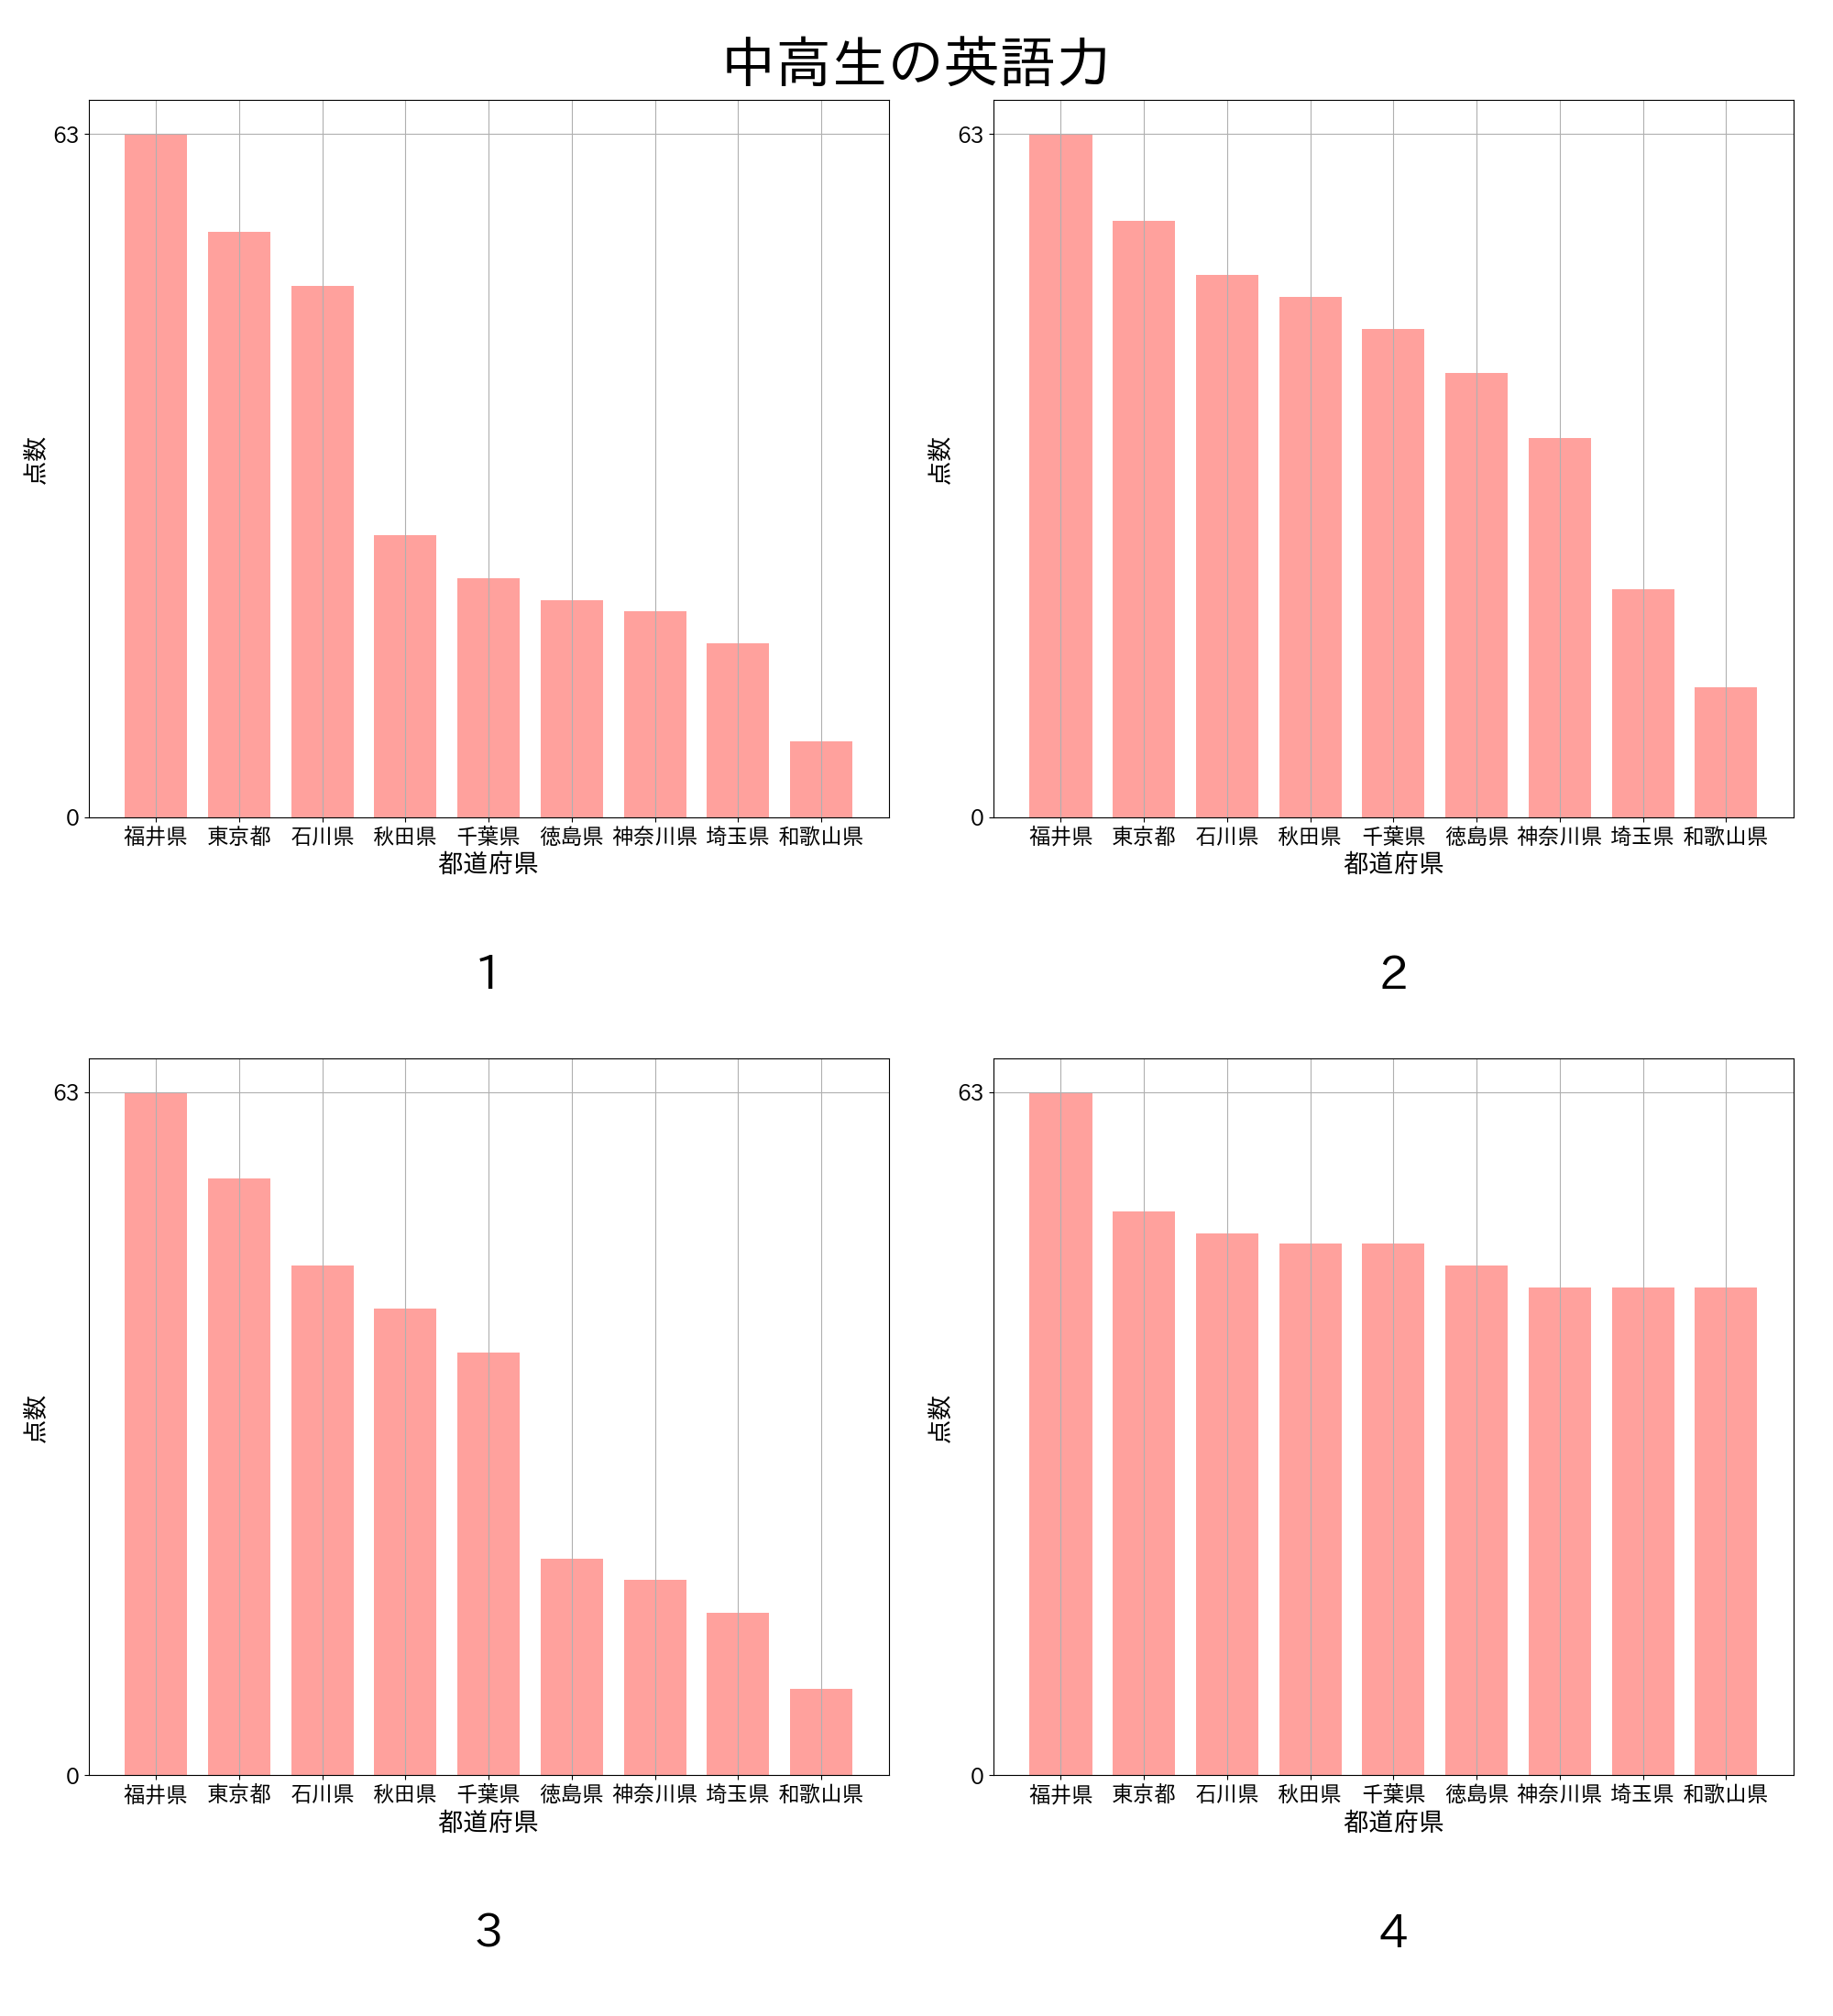 中高生の英語力
63
0
点数
福井県 東京都 石川県 秋田県 千葉県 徳島県 神奈川県 埼玉県 和歌山県
都道府県
1
63
0
点数
福井県 東京都 石川県 秋田県 千葉県 徳島県 神奈川県 埼玉県 和歌山県
都道府県
2
63
0
点数
福井県 東京都 石川県 秋田県 千葉県 徳島県 神奈川県 埼玉県 和歌山県
都道府県
3
63
0
点数
福井県 東京都 石川県 秋田県 千葉県 徳島県 神奈川県 埼玉県 和歌山県
都道府県
4